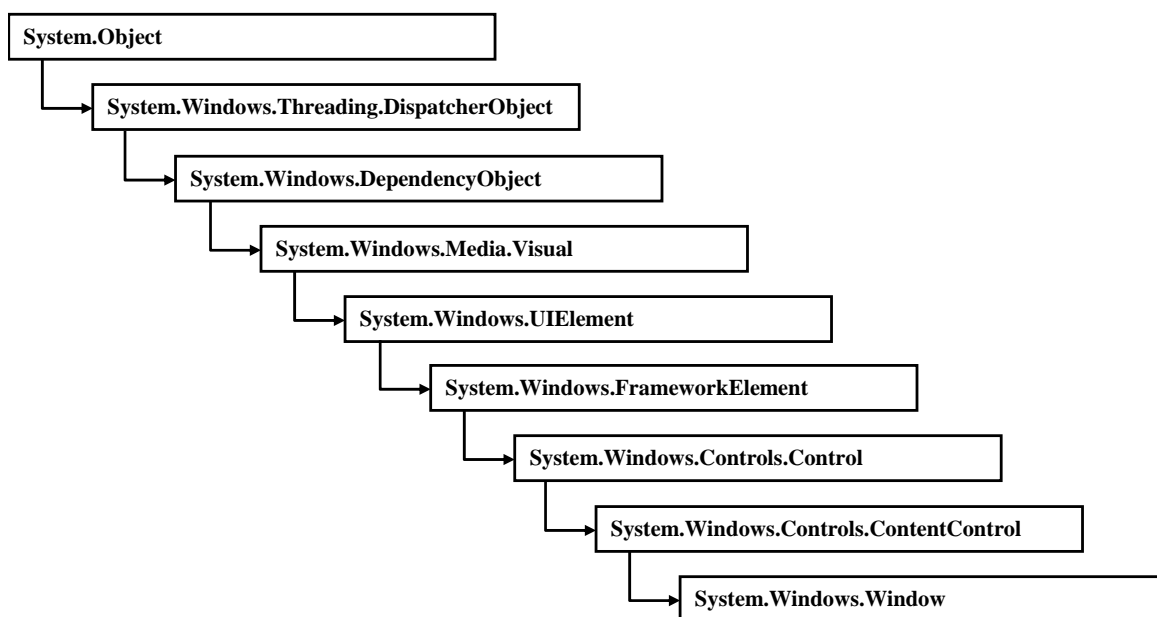 System.Object
System.Windows.Threading.DispatcherObject
System.Windows.DependencyObject
System.Windows.Media.Visual
System.Windows.UIElement
System.Windows.FrameworkElement
System.Windows.Controls.Control
System.Windows.Controls.ContentControl
System.Windows.Window